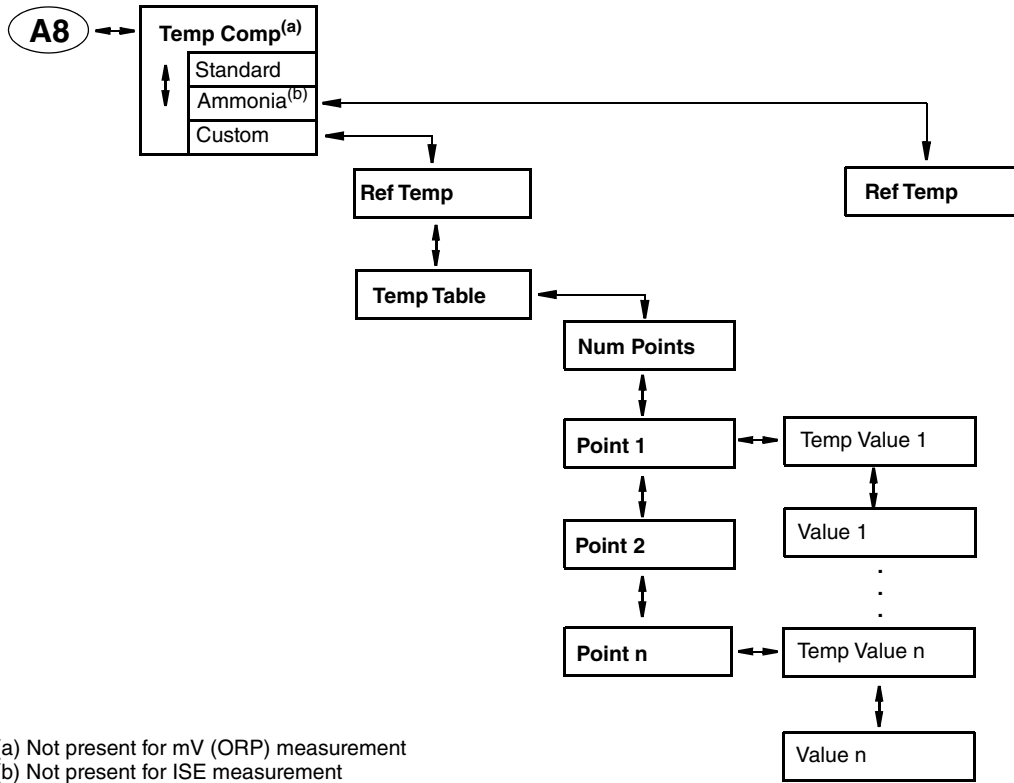 A8
Temp Comp(a)
Standard
Ammonia(b)
Custom
Ref Temp
Ref Temp
Temp Table
Num Points
Point 1
Temp Value 1
Value 1
Point 2
.
.
.
Point n
Temp Value n
Value n
a) Not present for mV (ORP) measurement
b) Not present for ISE measurement